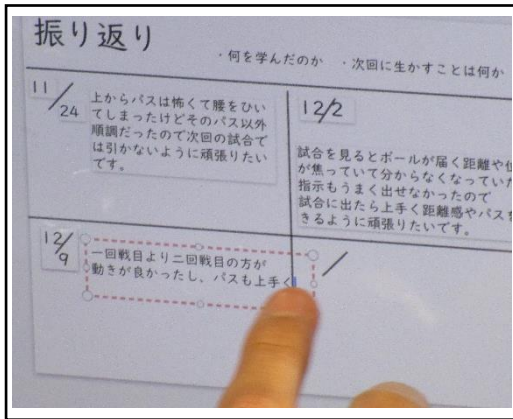 振り返り
・何を学んだのか ・次回に生かすことは何か
11/24
上からパスは怖くて腰をひい
てしまったけどそのパス以外
順調だったので次回の試合で
は引かないように頑張りたい
です。
12/2
試合を見るとボールが届く距離や位
が焦っていて分からなくなっていた
指示もうまく出せなかったので
試合に出たら上手く距離感やパスを
きるように頑張りたいです。
12/9
一回戦目より二回戦目の方が
動きが良かったし、パスも上手く